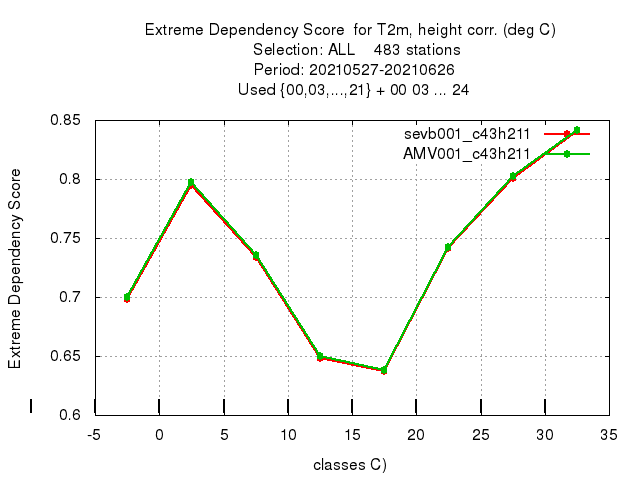 Extreme Dependency Score  for T2m, height corr. (deg C)
Selection: ALL    483 stations
Period: 20210527-20210626
Used {00,03,...,21} + 00 03 ... 24
sevb001_c43h211
AMV001_c43h211
Extreme Dependency Score
0.85
0.8
0.75
0.7
0.65
0.6
-5 0 5 10 15 20 25 30 35
classes C)